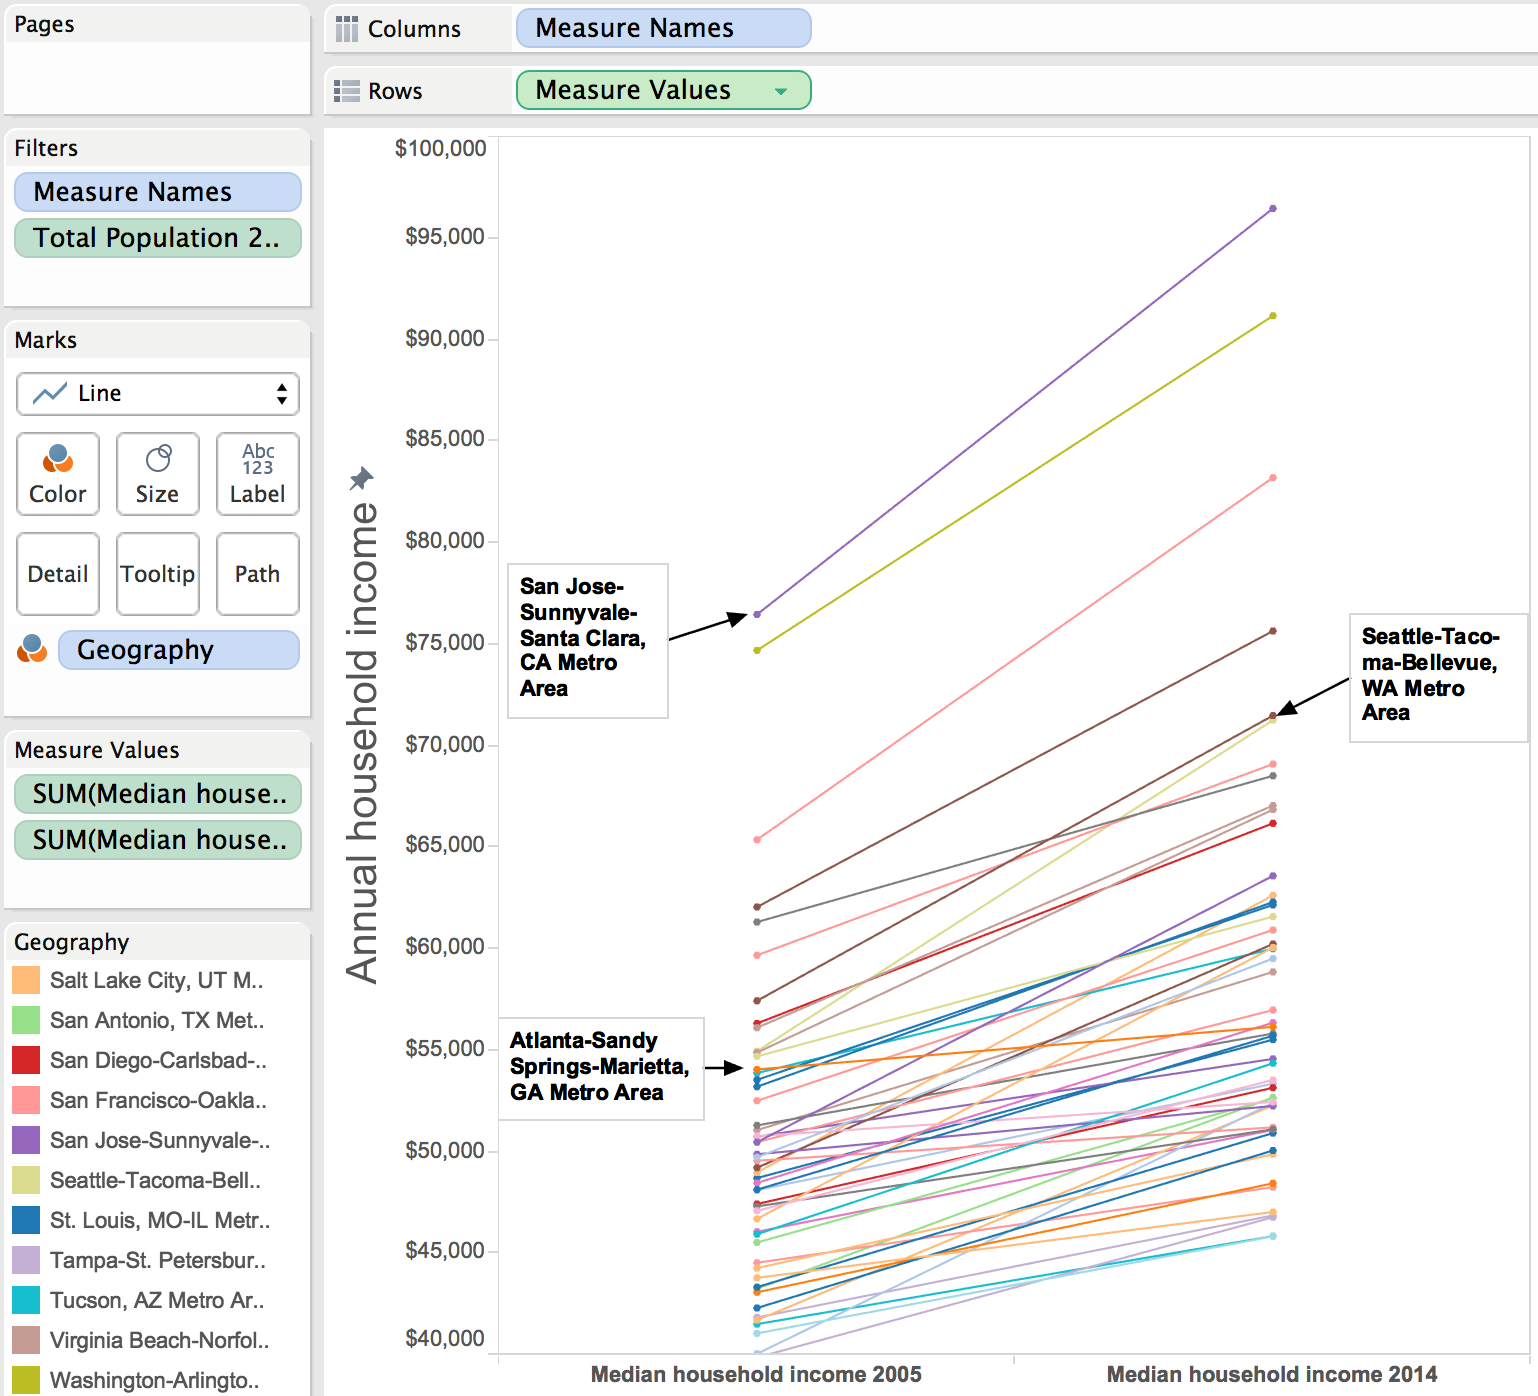 Pages
Columns
Measure Names
Rows
Measure Values
Filters
Measure Names
Total Population 2..
Marks
Line
Color
Size
Abc
123
Label
Detail
Tooltip
Path
Geography
Measure Values
SUM(Median house..
SUM(Median house..
Geography
Salt Lake City, UT M..
San Antonio, TX Met..
San Diego-Carlsbad-..
San Francisco-Oakla..
San Jose-Sunnyvale-..
Seattle-Tacoma-Bell..
St. Louis, MO-IL Metr..
Tampa-St. Petersbur..
Tucson, AZ Metro Ar..
Virginia Beach-Norfol..
Washington-Arlingto..
Annual household income
$100,000
$95,000
$90,000
$85,000
$80,000
$75,000
$70,000
$65,000
$60,000
$55,000
$50,000
$45,000
$40,000
San Jose-
Sunnyvale-
Santa Clara,
CA Metro
Area
Seattle-Taco-
ma-Bellevue,
WA Metro
Area
Atlanta-Sandy
Springs-Marietta,
GA Metro Area
Median household income 2005
Median household income 2014